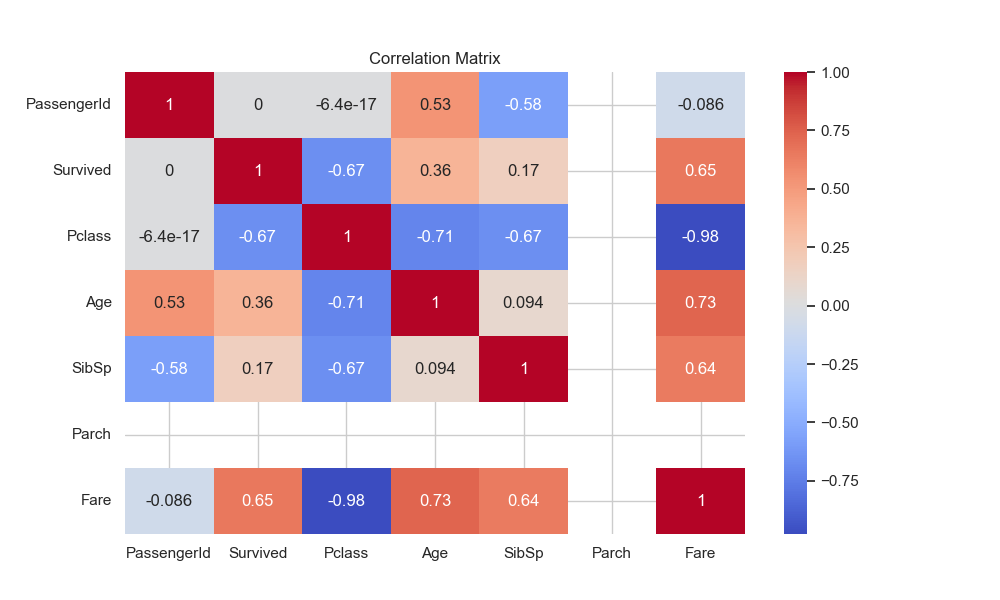 Correlation Matrix
PassengerId 1 0 -6.4e-17 0.53 -0.58 -0.086
Survived 0 1 -0.67 0.36 0.17 0.65
Pclass -6.4e-17 -0.67 1 -0.71 -0.67 -0.98
Age 0.53 0.36 -0.71 1 0.094 0.73
SibSp -0.58 0.17 -0.67 0.094 1 0.64
Parch
Fare -0.086 0.65 -0.98 0.73 0.64 1
PassengerId Survived Pclass Age SibSp Parch Fare
1.00
0.75
0.50
0.25
0.00
−0.25
−0.50
−0.75